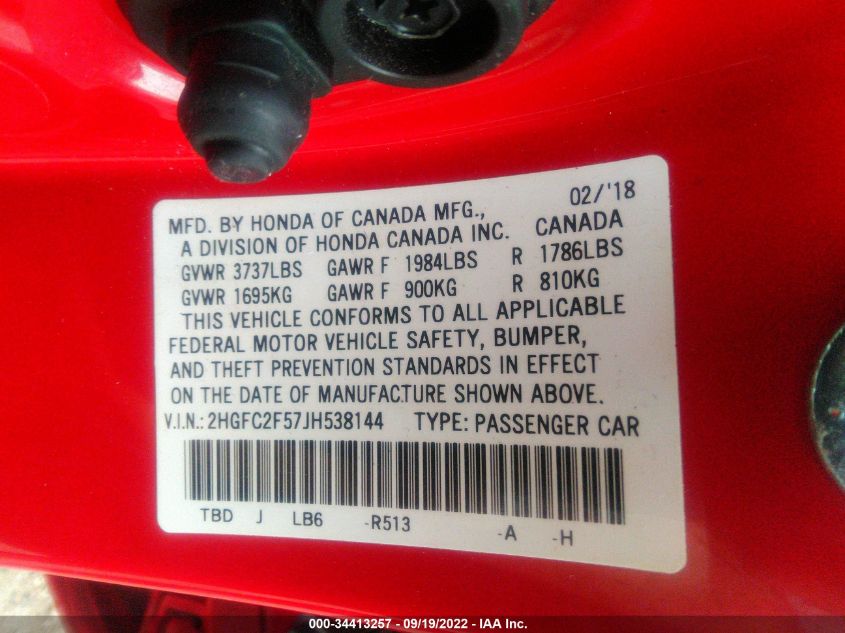 02/'18
MFD. BY HONDA OF CANADA MFG.,
A DIVISION OF HONDA CANADA INC. CANADA
GVWR 3737LBS GAWR F 1984LBS R 1786LBS
GVWR 1695KG GAWR F 900KG R 810KG
THIS VEHICLE CONFORMS TO ALL APPLICABLE
FEDERAL MOTOR VEHICLE SAFETY, BUMPER,
AND THEFT PREVENTION STANDARDS IN EFFECT
ON THE DATE OF MANUFACTURE SHOWN ABOVE.
V.I.N.: 2HGFC2F57JH538144 TYPE: PASSENGER CAR
TBD J LB6 -R513 -A -H
000-34413257 - 09/19/2022 - IAA Inc.